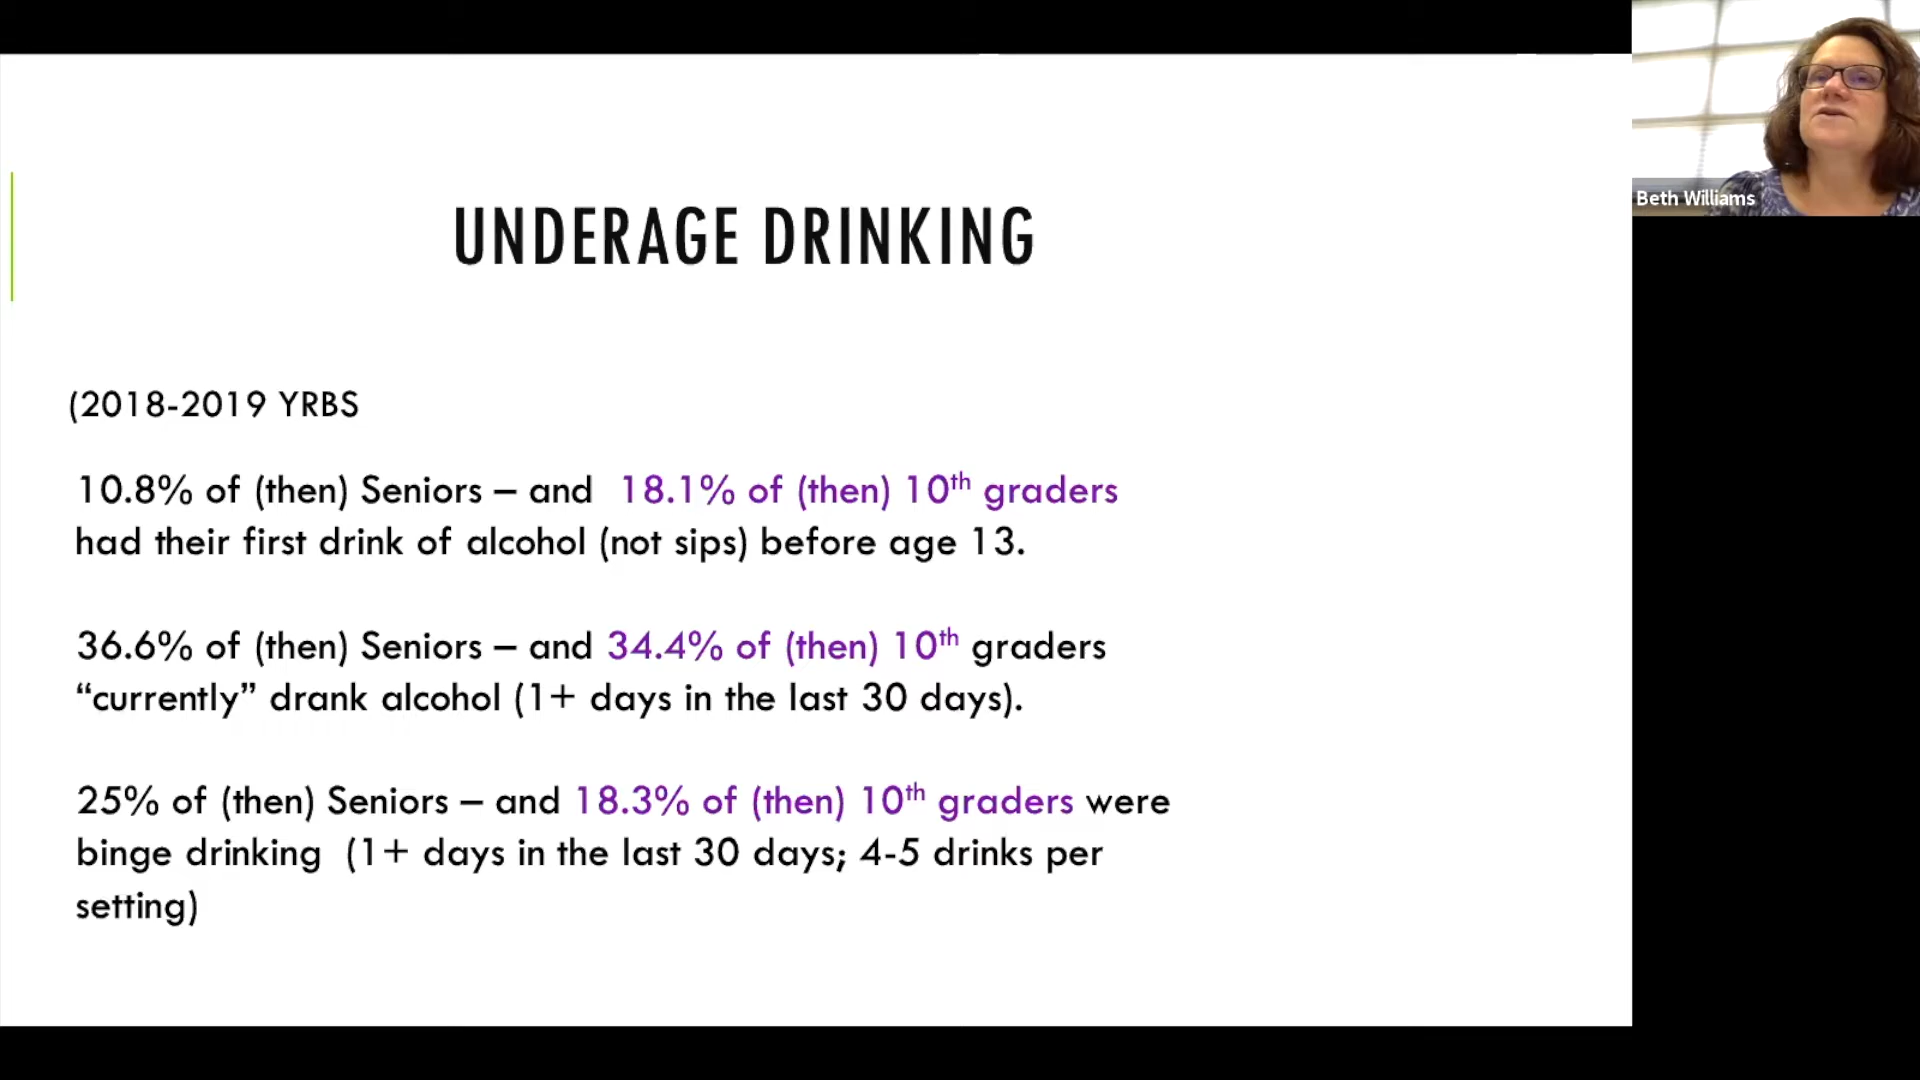 UNDERAGE DRINKING
(2018-2019 YRBS
10.8% of (then) Seniors – and 18.1% of (then) 10th graders
had their first drink of alcohol (not sips) before age 13.
36.6% of (then) Seniors – and 34.4% of (then) 10th graders
“currently” drank alcohol (1+ days in the last 30 days).
25% of (then) Seniors – and 18.3% of (then) 10th graders were
binge drinking (1+ days in the last 30 days; 4-5 drinks per
setting)
Beth Williams